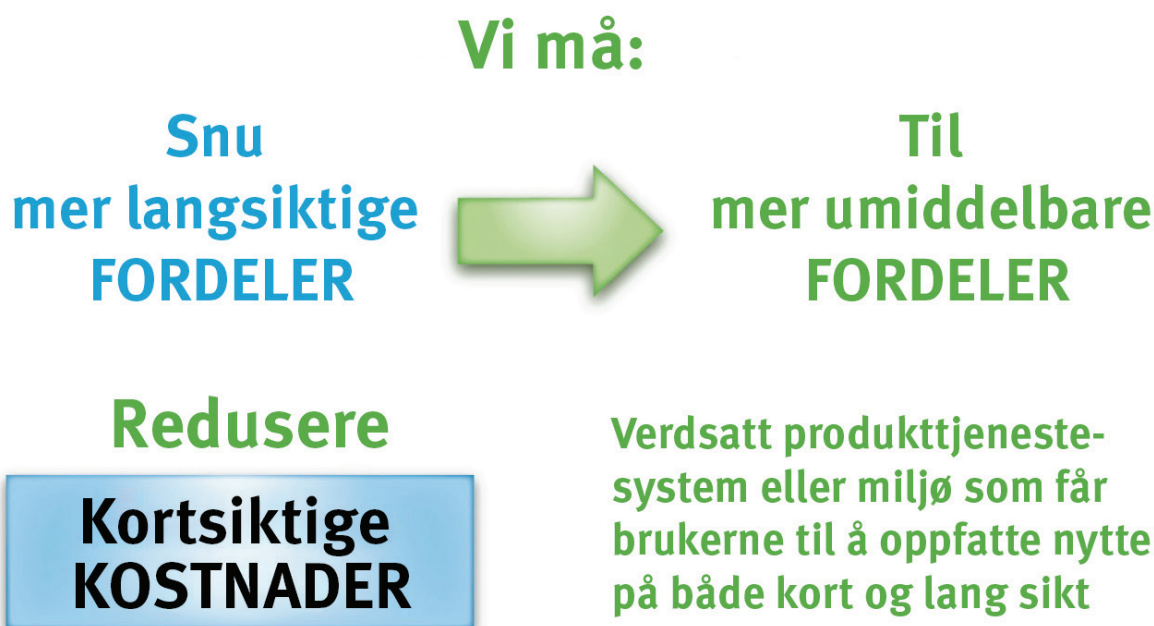 Vi må:
Snu
mer langsiktige
FORDELER
Til
mer umiddelbare
FORDELER
Redusere
Kortsiktige
KOSTNADER
Verdsatt produkttjeneste-
system eller miljø som får
brukerne til å oppfatte nytte
på både kort og lang sikt